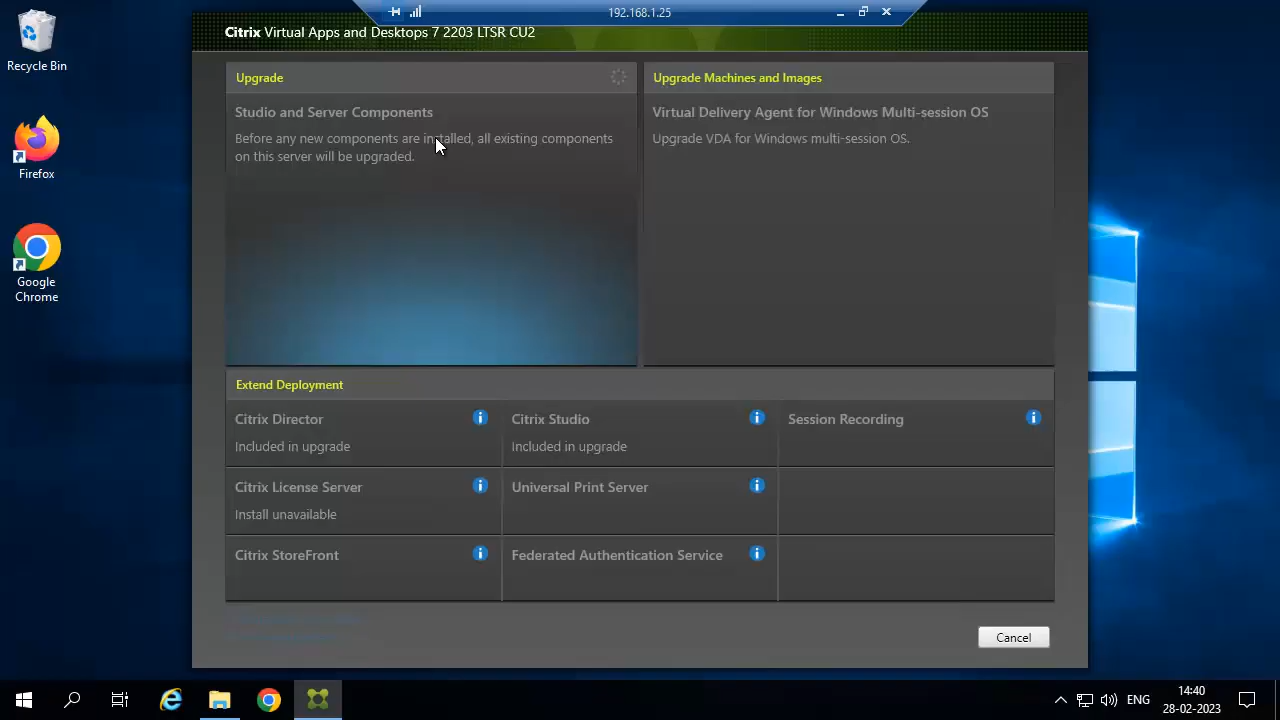 192.168.1.25
Citrix Virtual Apps and Desktops 7 2203 LTSR CU2
Recycle Bin
Firefox
Google
Chrome
Upgrade
Studio and Server Components
Before any new components are installed, all existing components
on this server will be upgraded.
Upgrade Machines and Images
Virtual Delivery Agent for Windows Multi-session OS
Upgrade VDA for Windows multi-session OS.
Extend Deployment
Citrix Director
Included in upgrade
Citrix Studio
Included in upgrade
Session Recording
Citrix License Server
Install unavailable
Universal Print Server
Citrix StoreFront
Federated Authentication Service
Cancel
ENG
14:40
28-02-2023